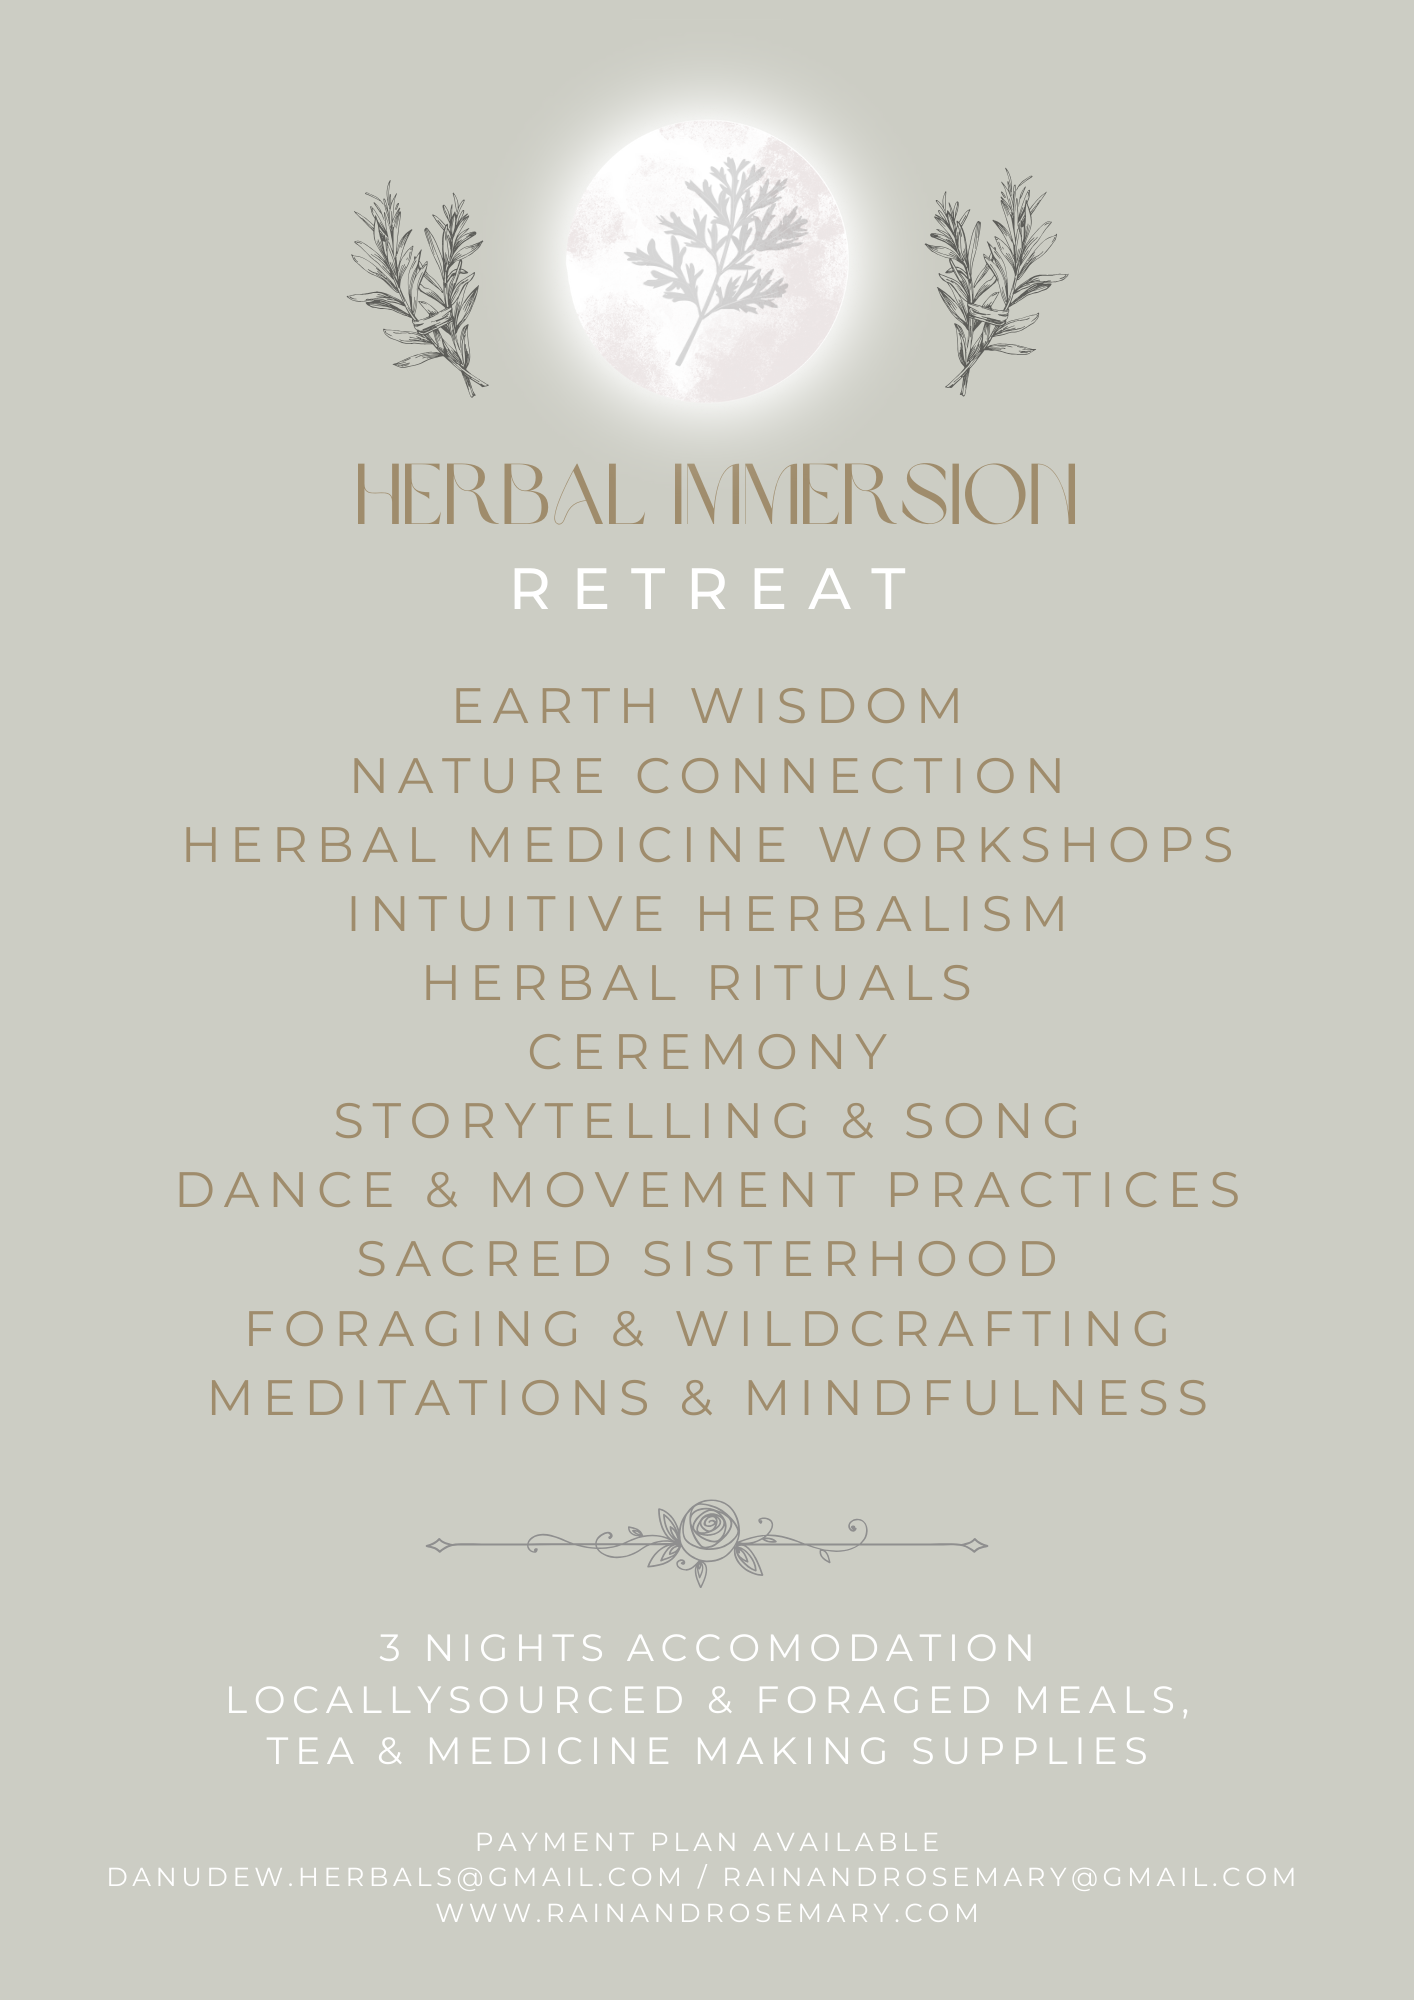 HERBAL IMMERSION
RETREAT
EARTH WISDOM
NATURE CONNECTION
HERBAL MEDICINE WORKSHOPS
INTUITIVE HERBALISM
HERBAL RITUALS
CEREMONY
STORYTELLING & SONG
DANCE & MOVEMENT PRACTICES
SACRED SISTERHOOD
FORAGING & WILDCRAFTING
MEDITATIONS & MINDFULNESS
3 NIGHTS ACCOMODATION
LOCALLYSOURCED & FORAGED MEALS,
TEA & MEDICINE MAKING SUPPLIES
PAYMENT PLAN AVAILABLE
DANUDEW.HERBALS@GMAIL.COM / RAINANDROSEMARY@GMAIL.COM
WWW.RAINANDROSEMARY.COM